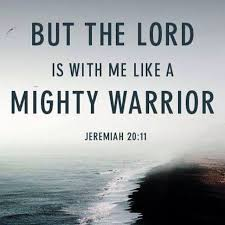 BUT THE LORD
IS WITH ME LIKE A
MIGHTY WARRIOR
JEREMIAH 20:11